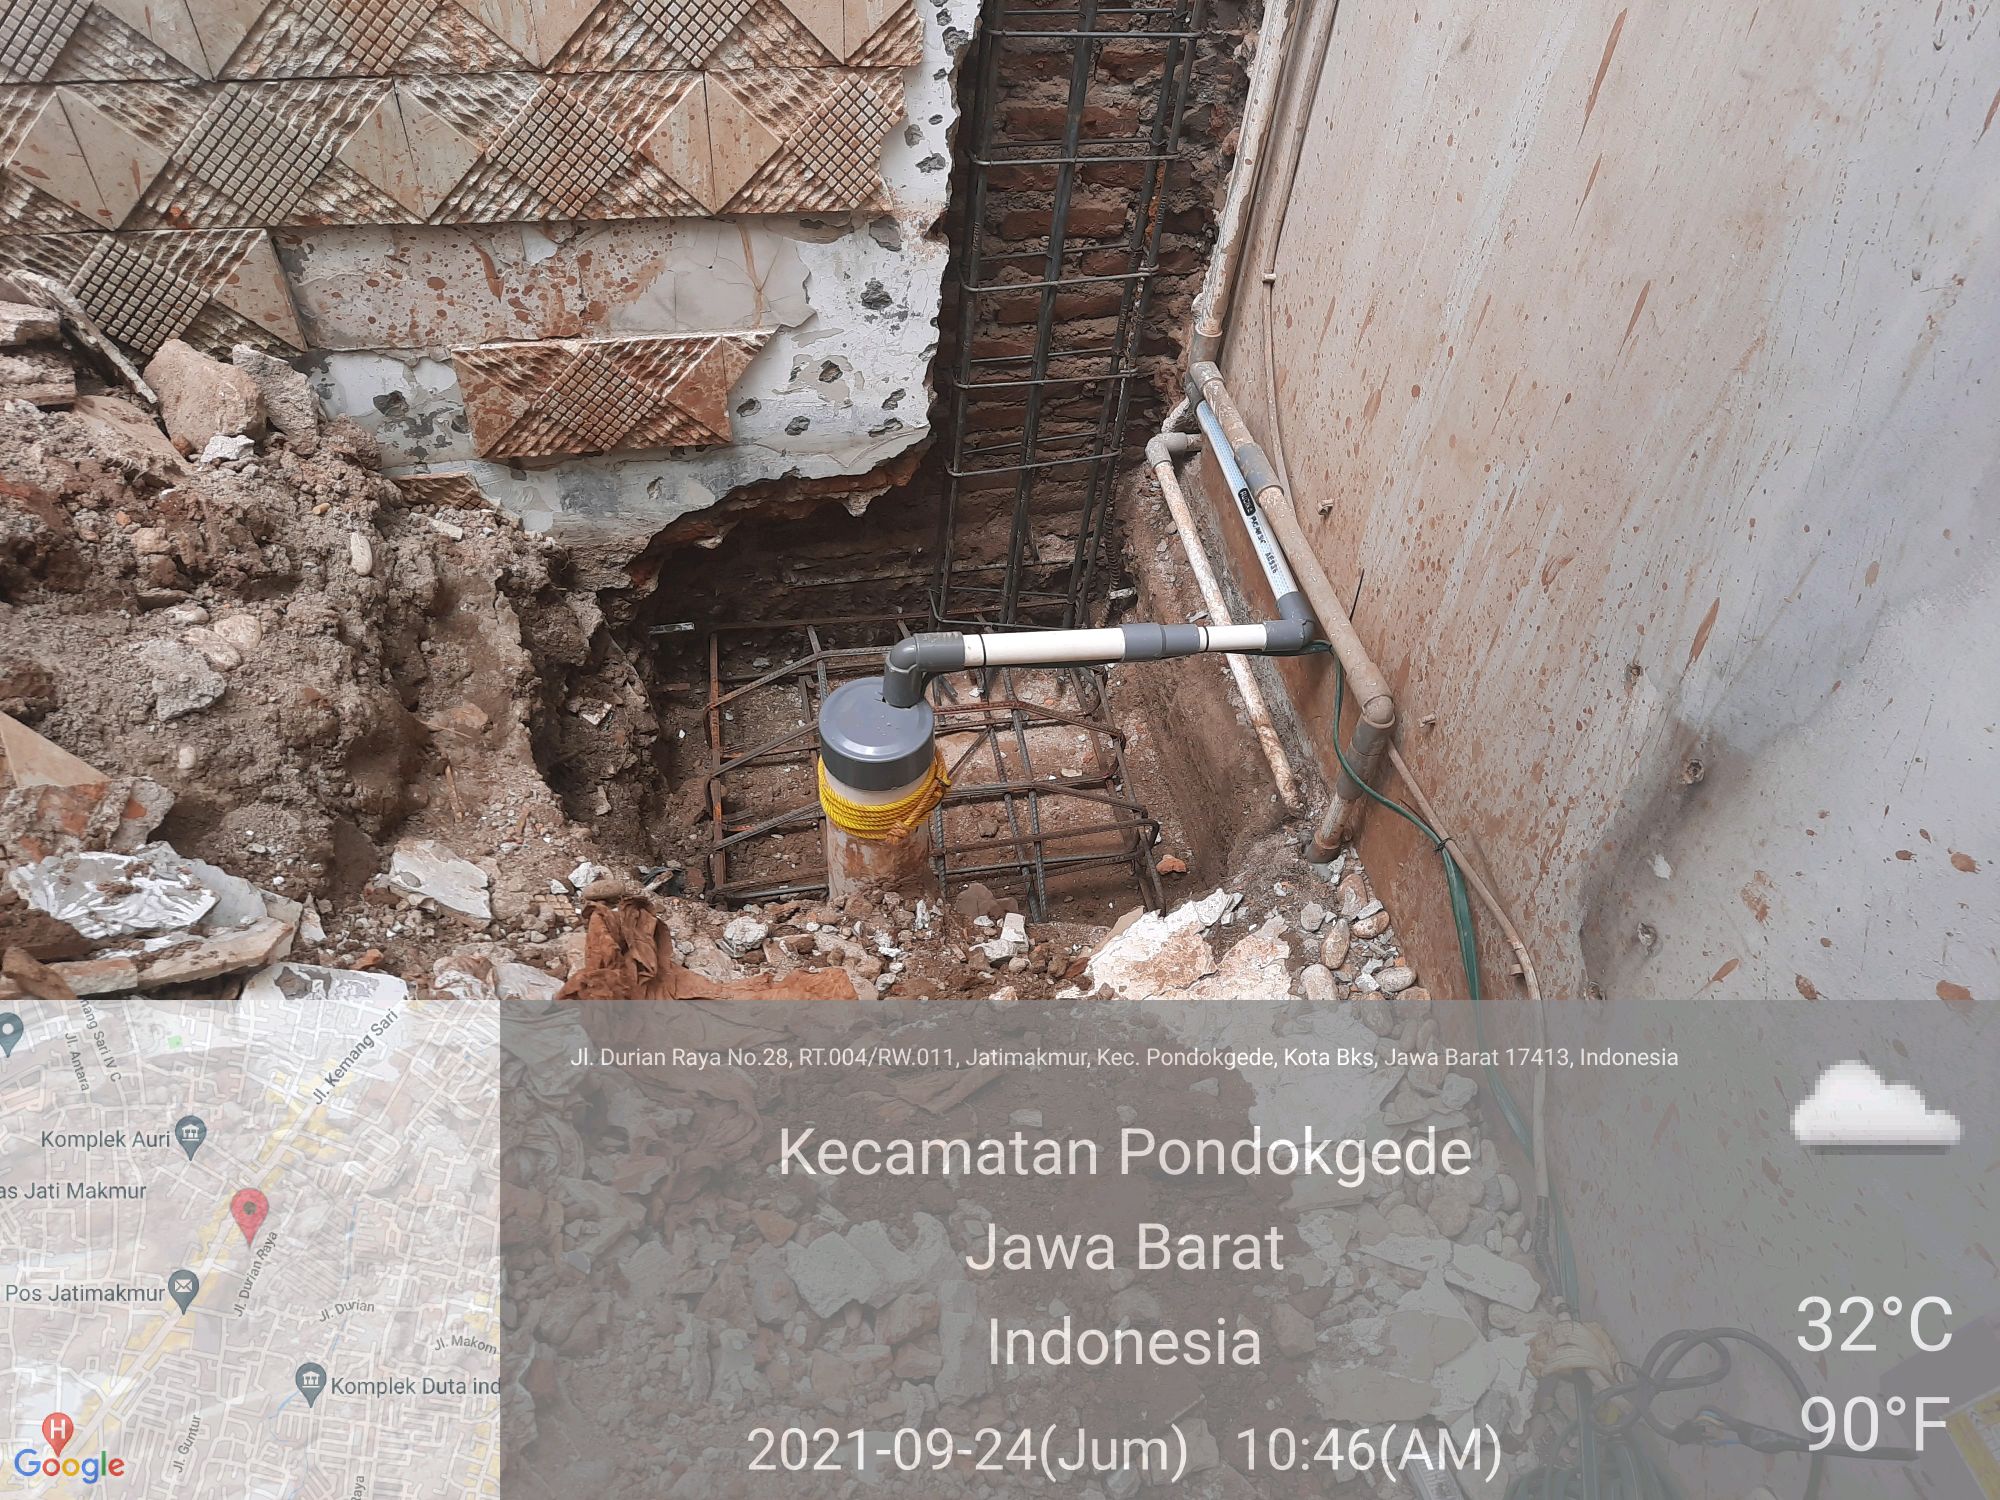 Jl. Durian Raya No.28, RT.004/RW.011, Jatimakmur, Kec. Pondokgede, Kota Bks, Jawa Barat 17413, Indonesia
Kecamatan Pondokgede
Jawa Barat
Indonesia
2021-09-24(Jum) 10:46(AM)
32°C
90°F
Jl. Antara
Sari IV C
Jl. Kemang Sari
Komplek Auri
as Jati Makmur
Jl. Durian Raya
Pos Jatimakmur
Jl. Durian
Jl. Makom
Komplek Duta ind
Jl. Guntur
Raya
H
Google